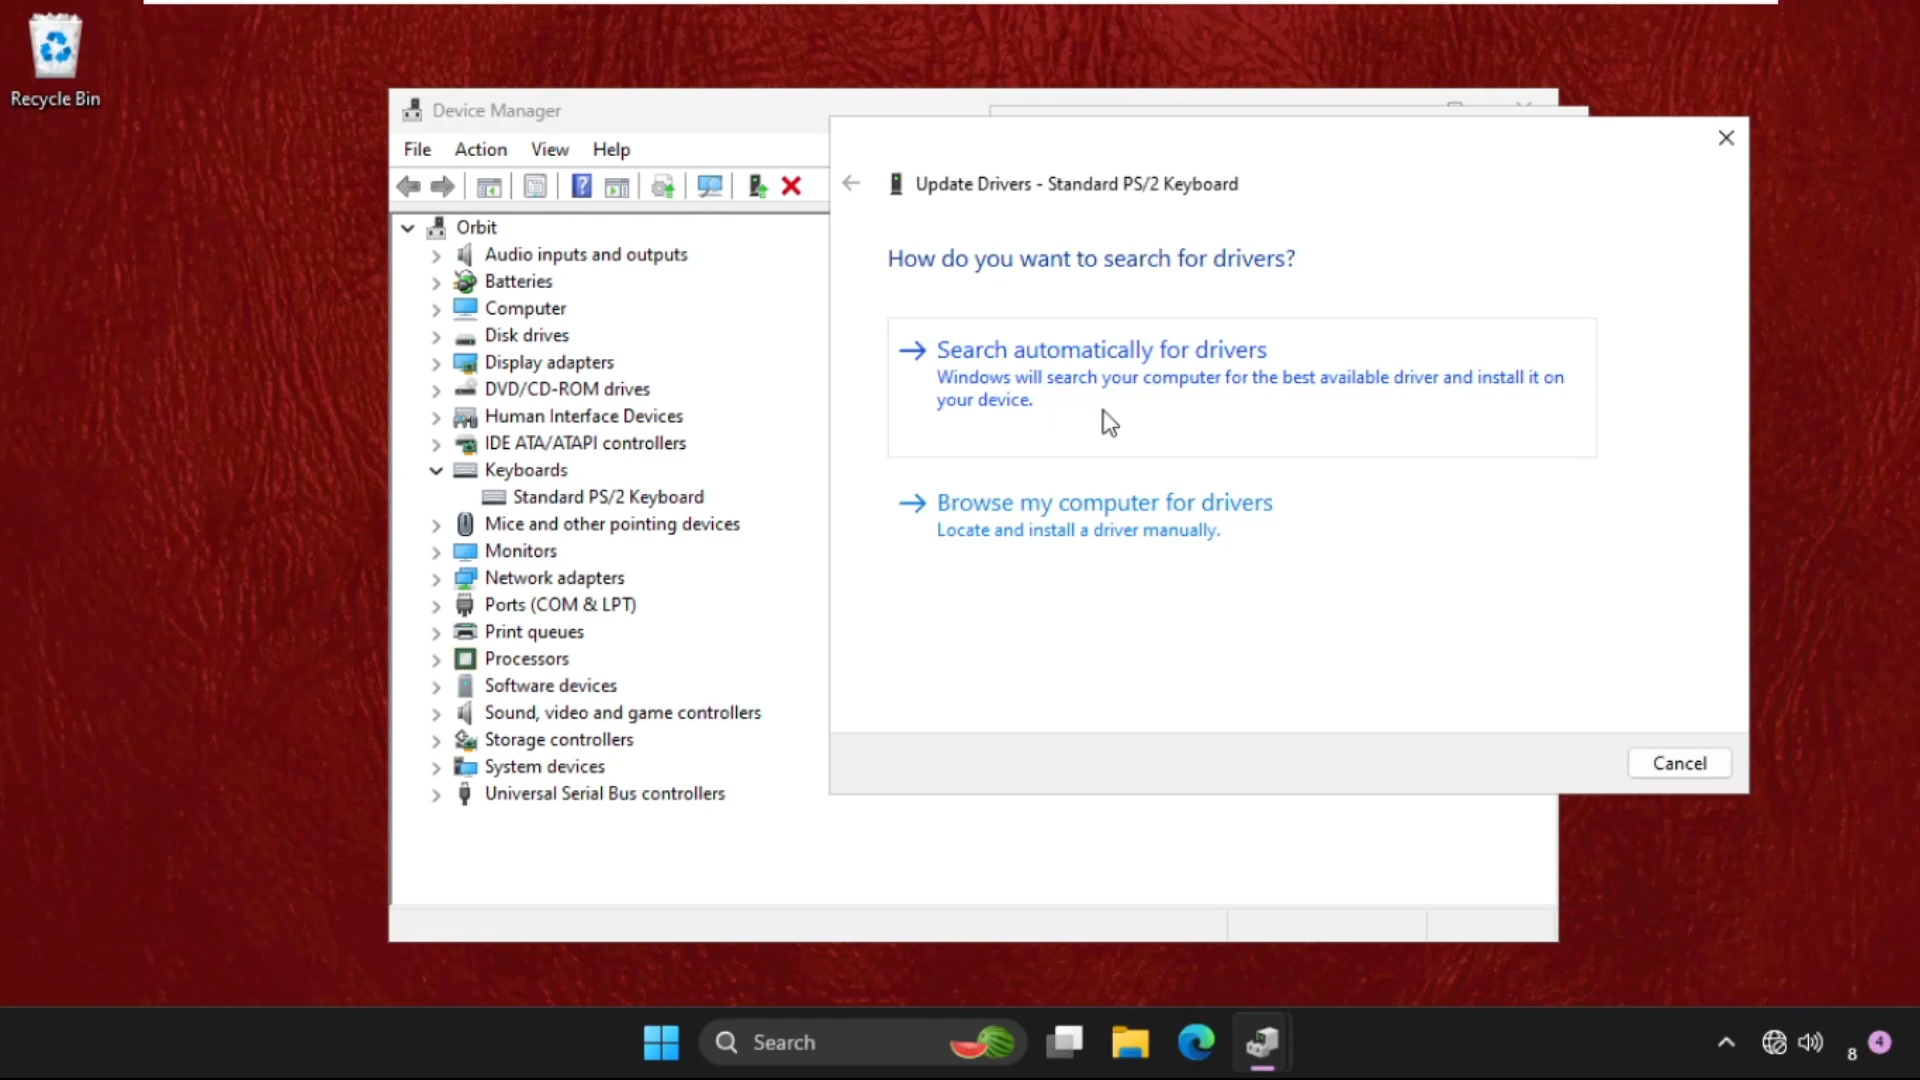 Recycle Bin
Device Manager
File Action View Help
Orbit
Audio inputs and outputs
Batteries
Computer
Disk drives
Display adapters
DVD/CD-ROM drives
Human Interface Devices
IDE ATA/ATAPI controllers
Keyboards
Standard PS/2 Keyboard
Mice and other pointing devices
Monitors
Network adapters
Ports (COM & LPT)
Print queues
Processors
Software devices
Sound, video and game controllers
Storage controllers
System devices
Universal Serial Bus controllers
Update Drivers - Standard PS/2 Keyboard
How do you want to search for drivers?
Search automatically for drivers
Windows will search your computer for the best available driver and install it on
your device.
Browse my computer for drivers
Locate and install a driver manually.
Cancel
Search
8
4